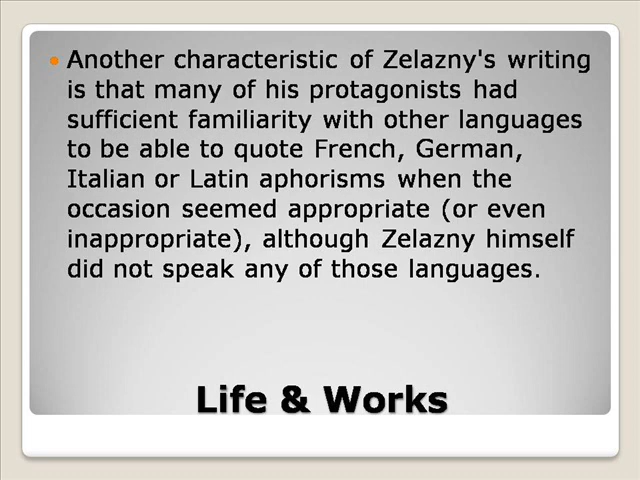 Another characteristic of Zelazny's writing
is that many of his protagonists had
sufficient familiarity with other languages
to be able to quote French, German,
Italian or Latin aphorisms when the
occasion seemed appropriate (or even
inappropriate), although Zelazny himself
did not speak any of those languages.
Life & Works